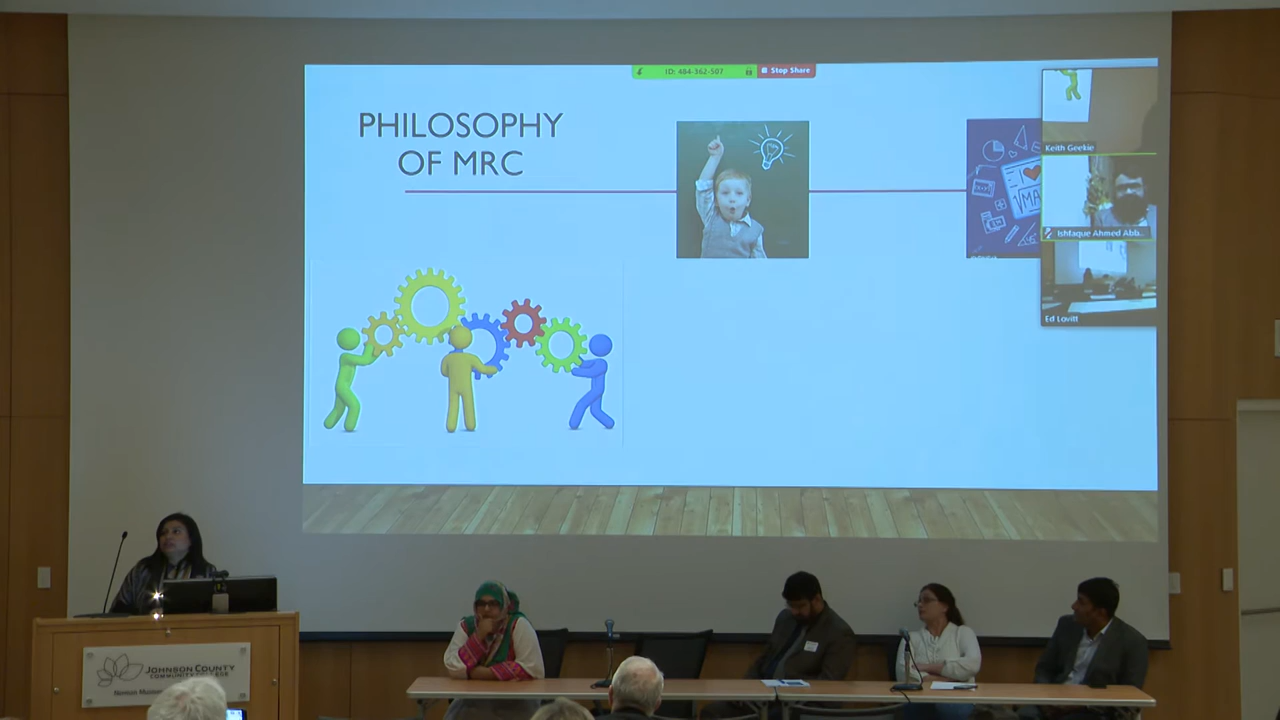 ID: 484-362-507
Stop Share
PHILOSOPHY
OF MRC
Keith Geekie
Ishfaque Ahmed Abb...
Ed Lovitt
JOHNSON COUNTY
COMMUNITY COLLEGE